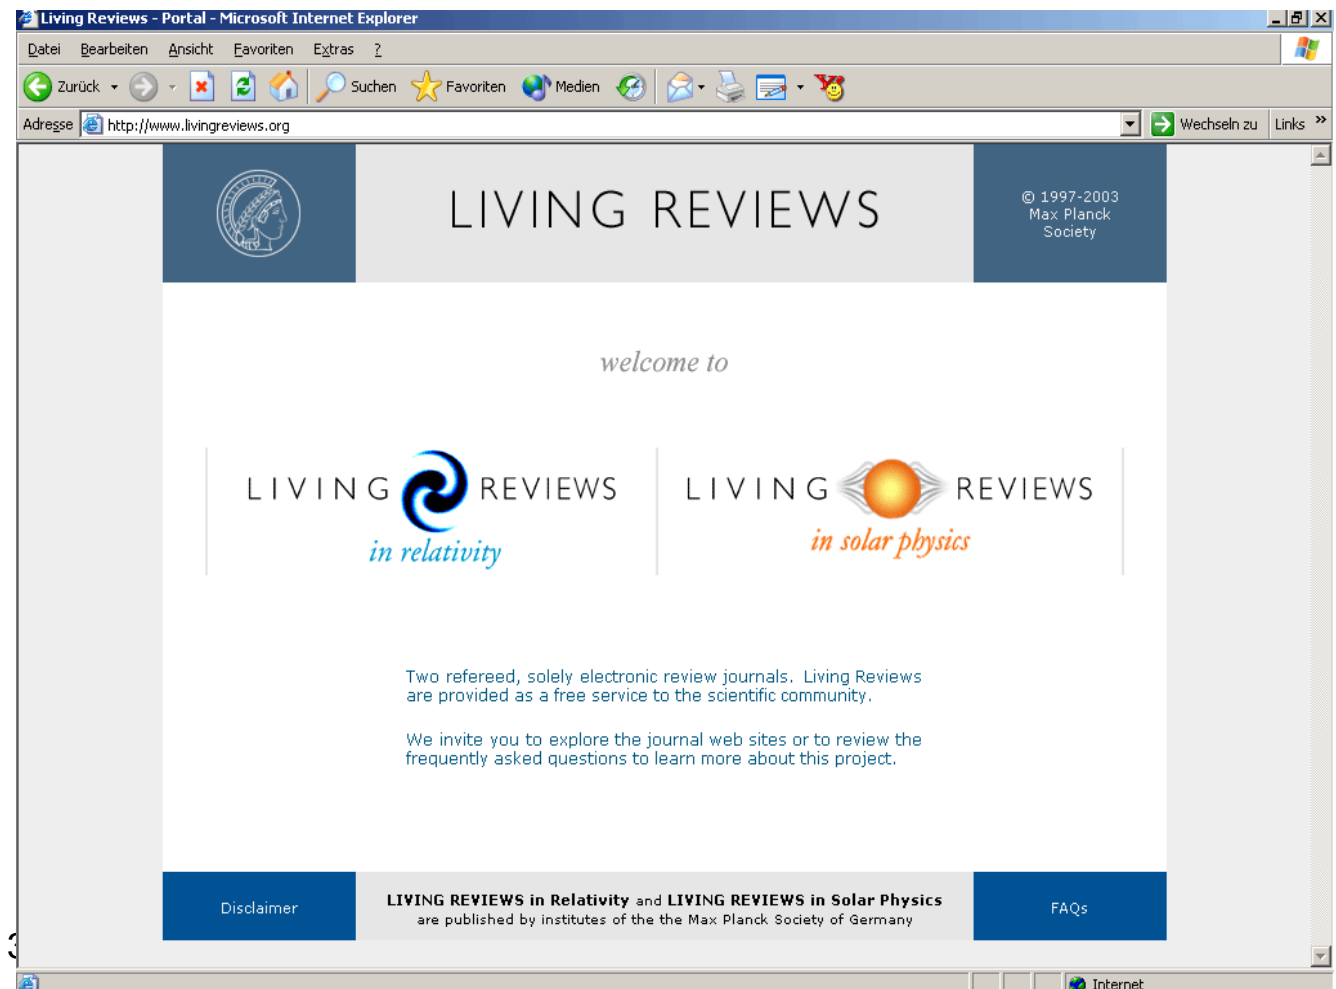 Living Reviews - Portal - Microsoft Internet Explorer
Datei Bearbeiten Ansicht Favoriten Extras ?
Zurück Suchen Favoriten Medien
Adresse http://www.livingreviews.org Wechseln zu Links »
LIVING REVIEWS
© 1997-2003
Max Planck
Society
welcome to
LIVING REVIEWS
in relativity
LIVING REVIEWS
in solar physics
Two refereed, solely electronic review journals. Living Reviews
are provided as a free service to the scientific community.
We invite you to explore the journal web sites or to review the
frequently asked questions to learn more about this project.
Disclaimer
LIVING REVIEWS in Relativity and LIVING REVIEWS in Solar Physics
are published by institutes of the the Max Planck Society of Germany
FAQs
Internet